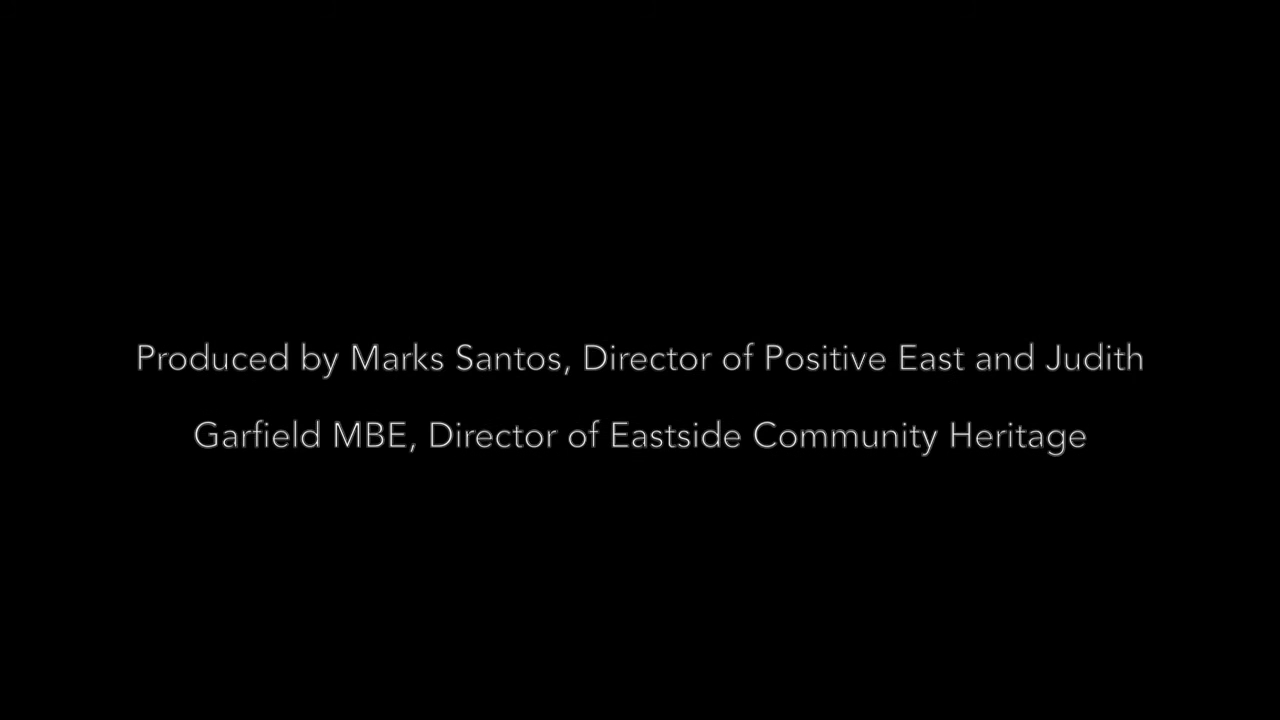 Produced by Marks Santos, Director of Positive East and Judith
Garfield MBE, Director of Eastside Community Heritage